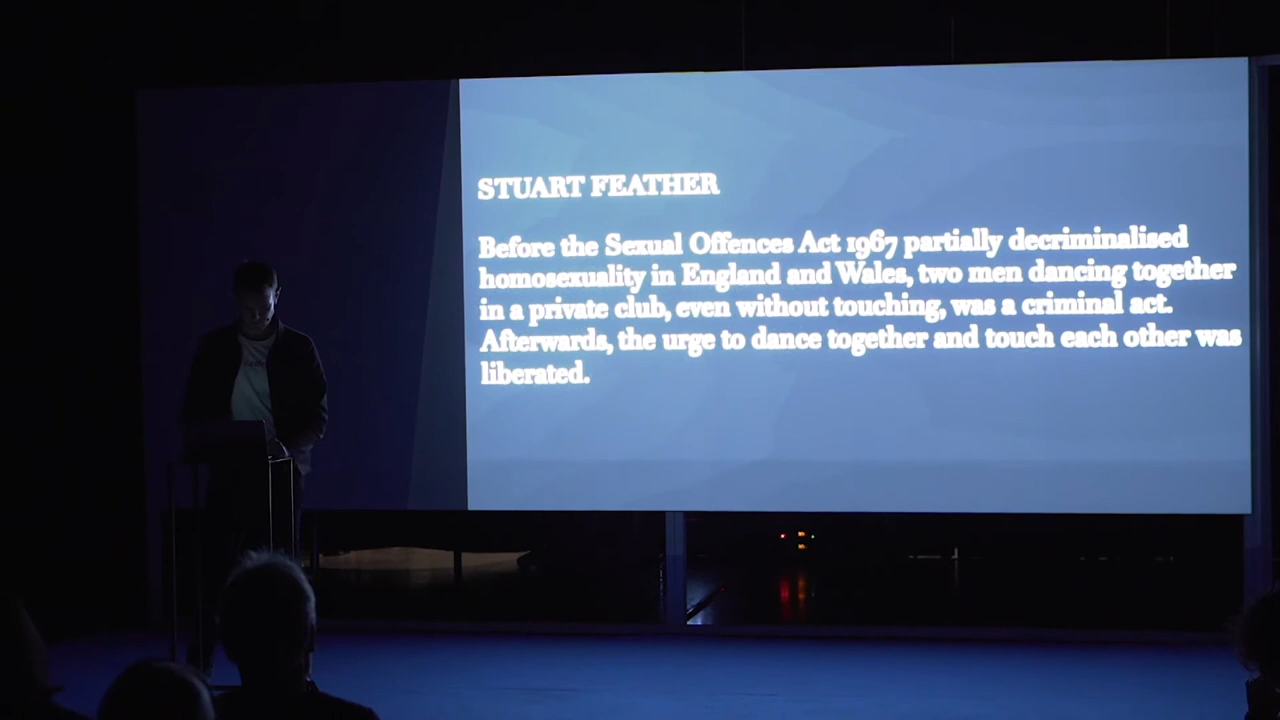 STUART FEATHER
Before the Sexual Offences Act 1967 partially decriminalised
homosexuality in England and Wales, two men dancing together
in a private club, even without touching, was a criminal act.
Afterwards, the urge to dance together and touch each other was
liberated.